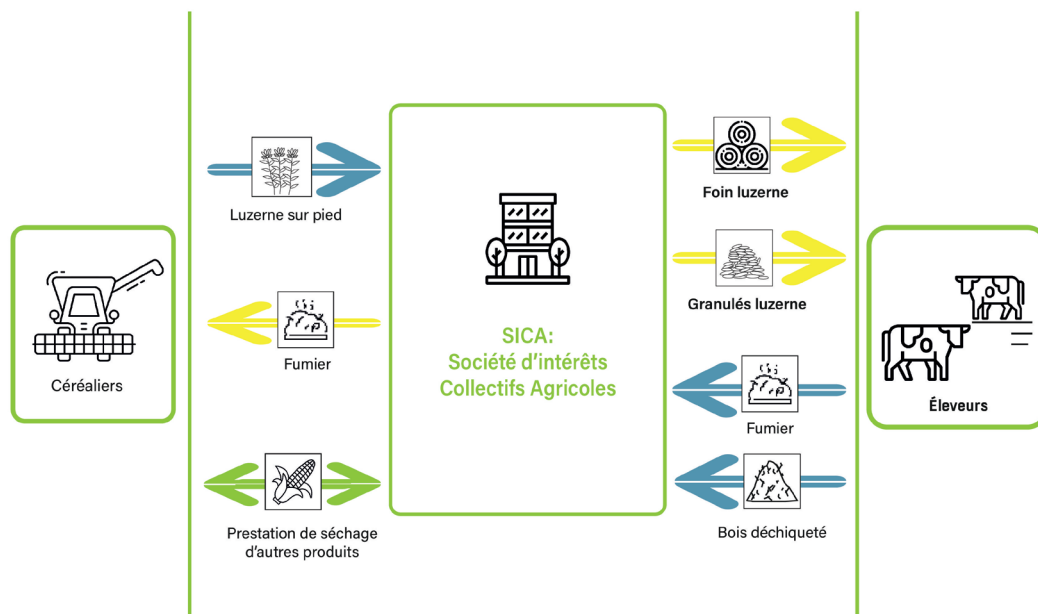 Luzerne sur pied
Fumier
Prestation de séchage
d'autres produits
Céréaliers
SICA:
Société d'intérêts
Collectifs Agricoles
Foin luzerne
Granulés luzerne
Fumier
Bois déchiqueté
Éleveurs